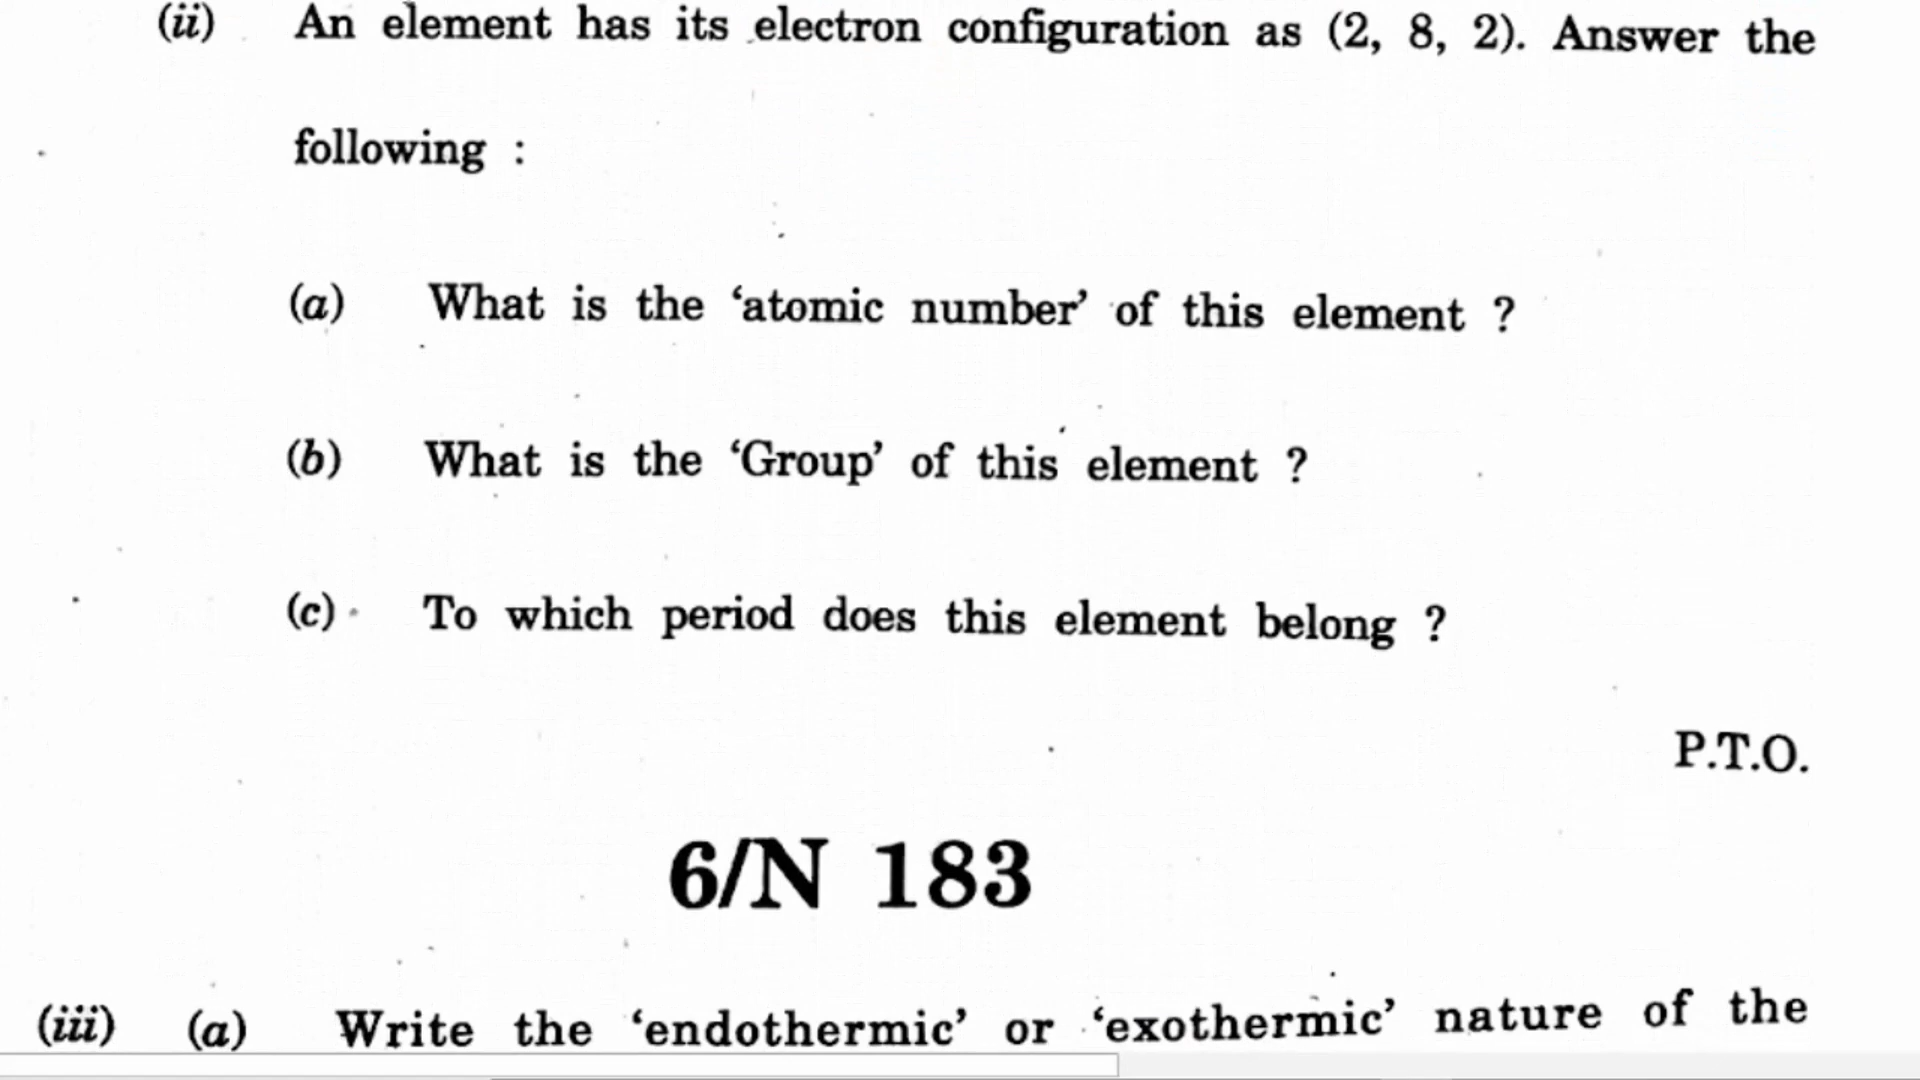 (ii) An element has its electron configuration as (2, 8, 2). Answer the
following :
(a) What is the ‘atomic number’ of this element ?
(b) What is the ‘Group’ of this element ?
(c) To which period does this element belong ?
P.T.O.
6/N 183
(iii) (a) Write the ‘endothermic’ or ‘exothermic’ nature of the